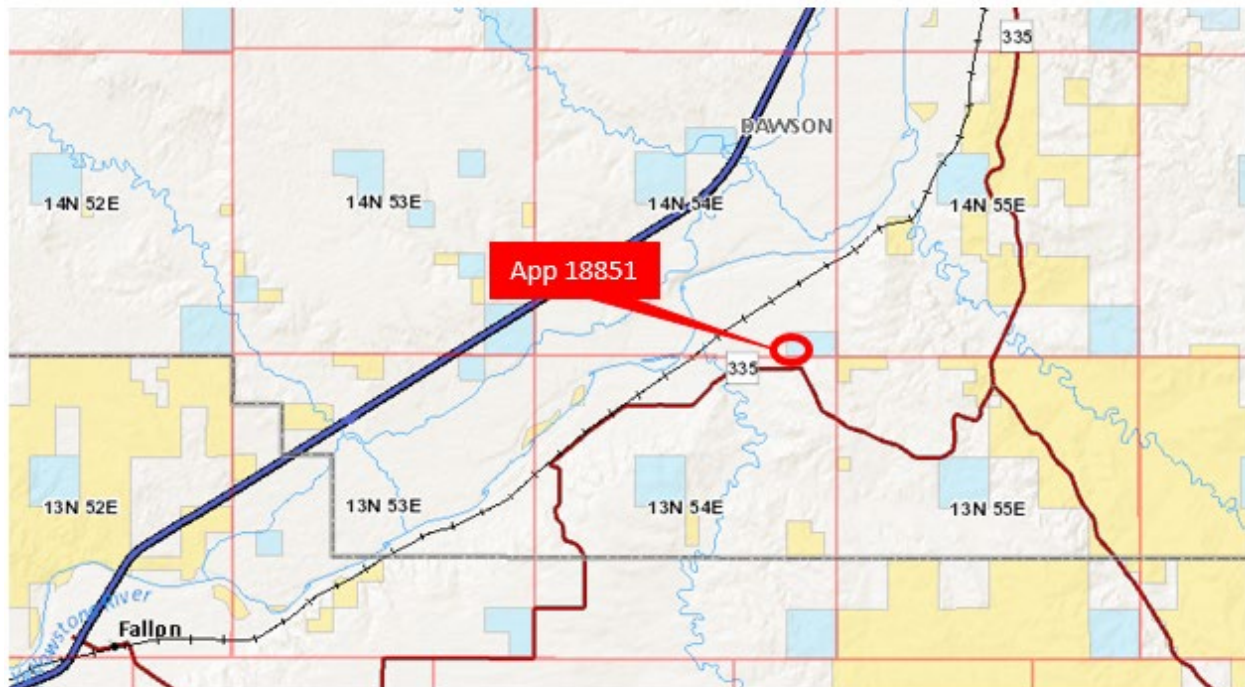 335
DAWSON
14N 52E
14N 53E
14N 54E
14N 55E
App 18851
335
13N 52E
13N 53E
13N 54E
13N 55E
Yellowstone River
Fallon